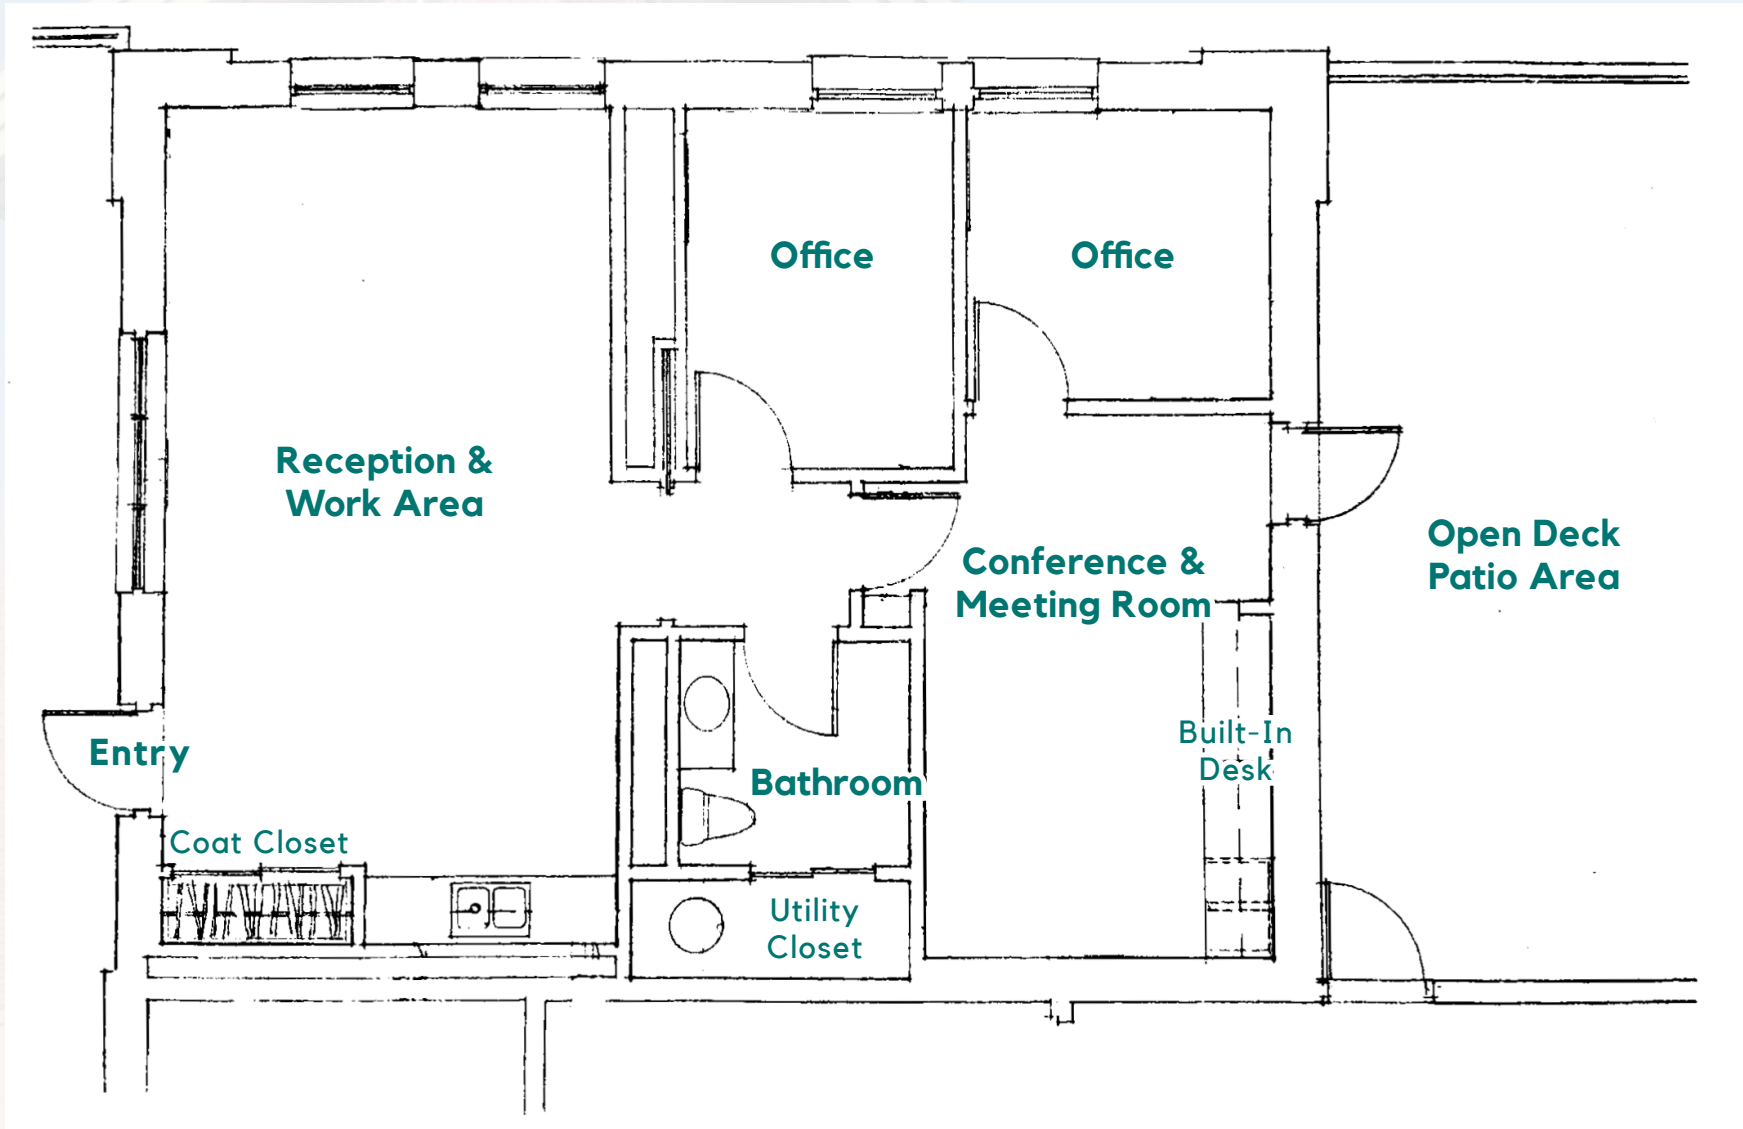 Office
Office
Reception &
Work Area
Open Deck
Patio Area
Conference &
Meeting Room
Entry
Built-In
Desk
Bathroom
Coat Closet
Utility
Closet